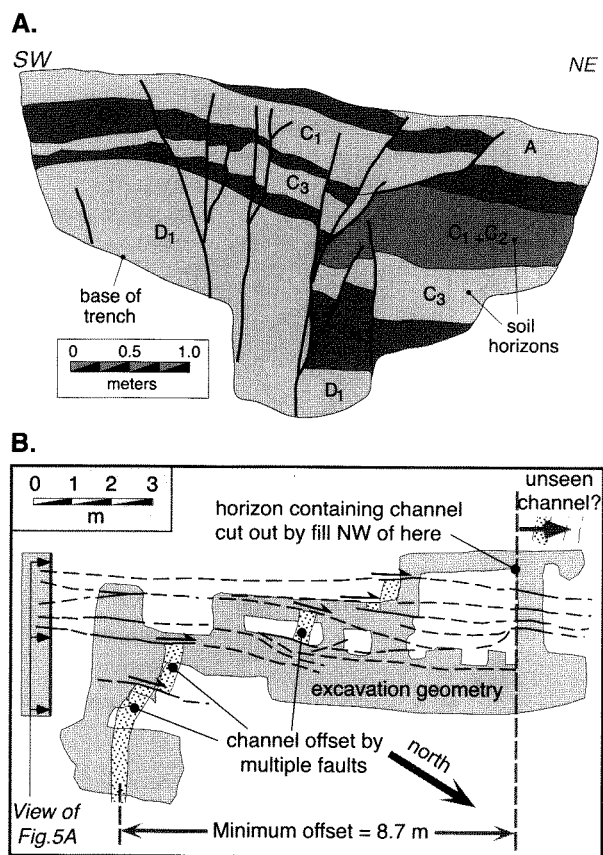 A.
SW
NE
C1
A
C3
C1 - C2
D1
C3
base of
trench
soil
horizons
0 0.5 1.0
meters
D1
B.
0 1 2 3
m
unseen
channel?
horizon containing channel
cut out by fill NW of here
excavation geometry
channel offset by
multiple faults
north
View of
Fig.5A
Minimum offset = 8.7 m